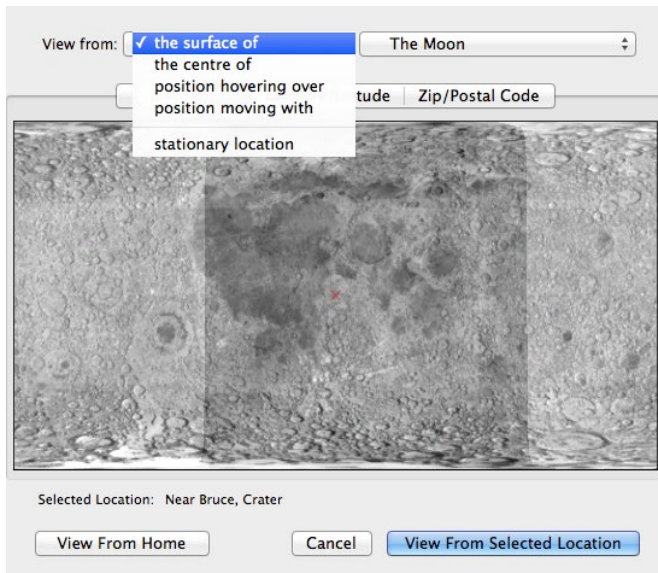 View from: ✓ the surface of The Moon
the centre of
position hovering over
position moving with
stationary location
Zip/Postal Code
Selected Location: Near Bruce, Crater
View From Home Cancel View From Selected Location